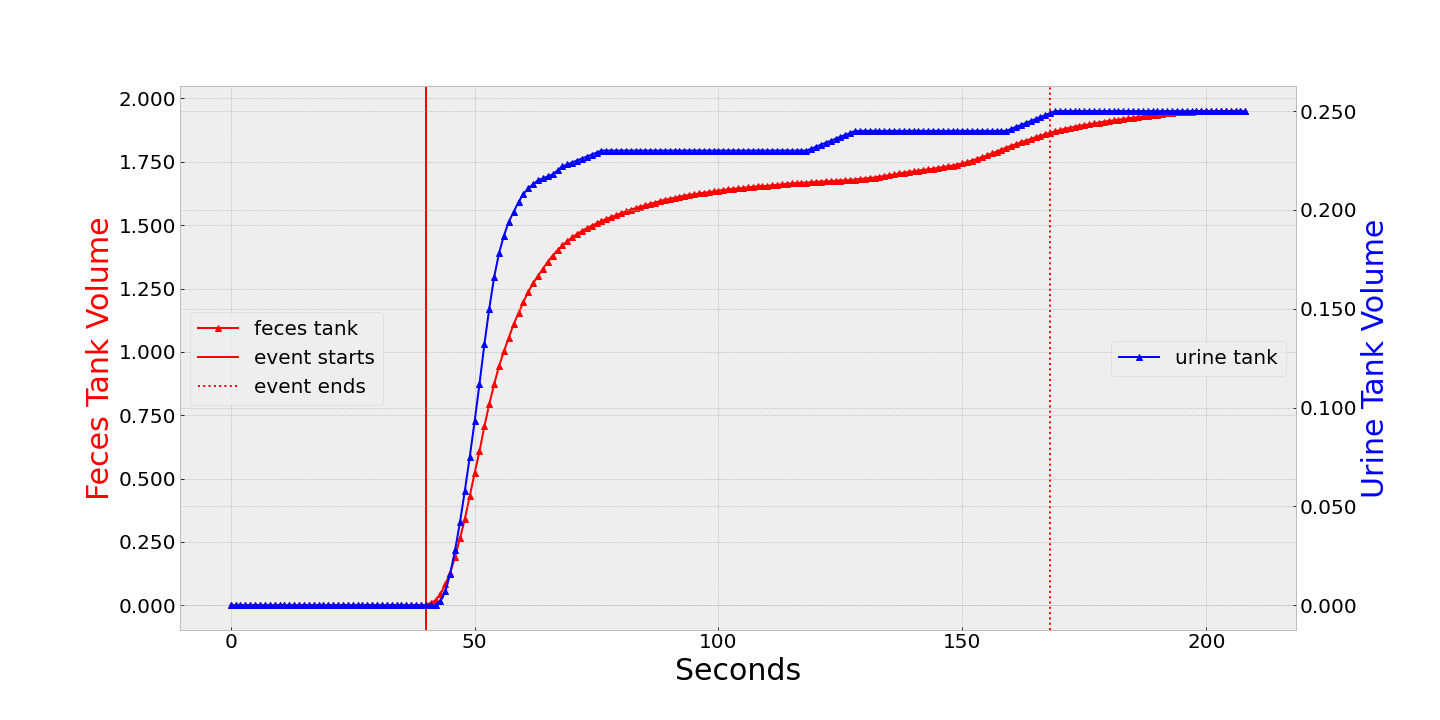 2.000
1.750
1.500
1.250
1.000
0.750
0.500
0.250
0.000
Feces Tank Volume
feces tank
event starts
event ends
urine tank
0.250
0.200
0.150
0.100
0.050
0.000
Urine Tank Volume
0 50 100 150 200
Seconds